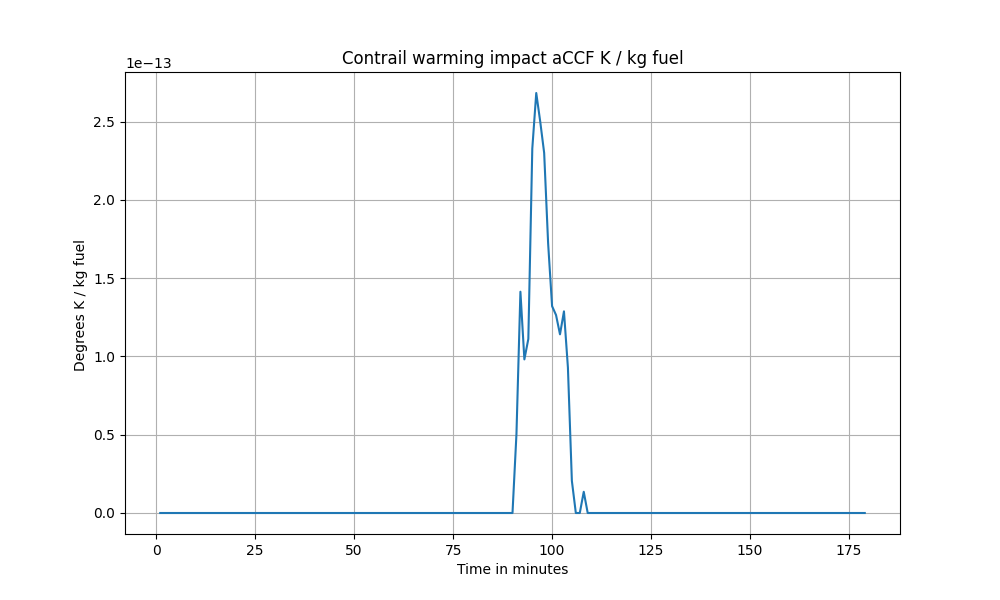 Contrail warming impact aCCF K / kg fuel
1e−13
2.5
2.0
1.5
1.0
0.5
0.0
Degrees K / kg fuel
0 25 50 75 100 125 150 175
Time in minutes